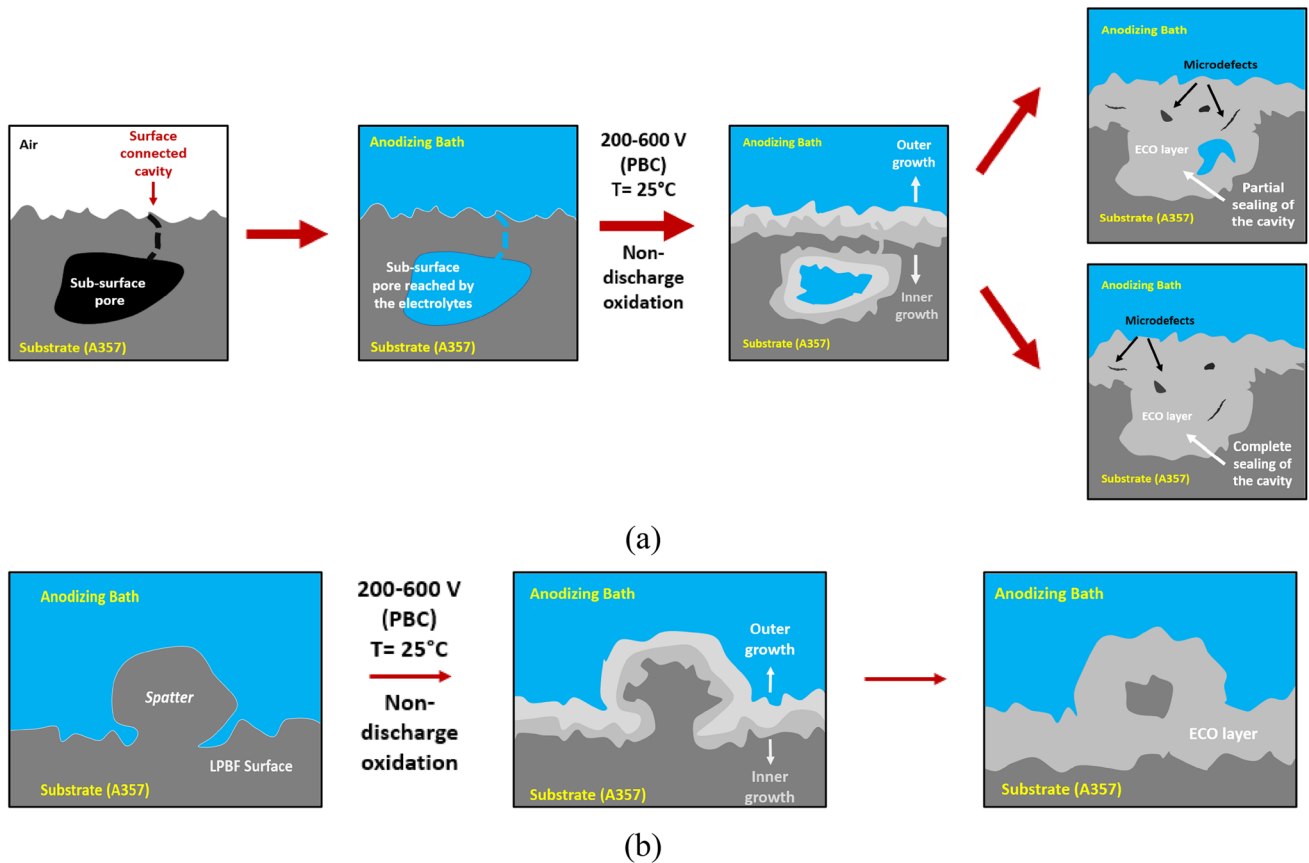 Air
Surface
connected
cavity
Sub-surface
pore
Substrate (A357)
Anodizing Bath
Sub-surface
pore reached by
the electrolytes
Substrate (A357)
200-600 V
(PBC)
T= 25°C
Non-
discharge
oxidation
Anodizing Bath
Outer
growth
Inner
growth
Substrate (A357)
Anodizing Bath
Microdefects
ECO layer
Partial
sealing of
the cavity
Substrate (A357)
Anodizing Bath
Microdefects
ECO layer
Complete
sealing of
the cavity
Substrate (A357)
(a)
Anodizing Bath
Spatter
LPBF Surface
Substrate (A357)
200-600 V
(PBC)
T= 25°C
Non-
discharge
oxidation
Anodizing Bath
Outer
growth
Inner
growth
Substrate (A357)
Anodizing Bath
ECO layer
Substrate (A357)
(b)